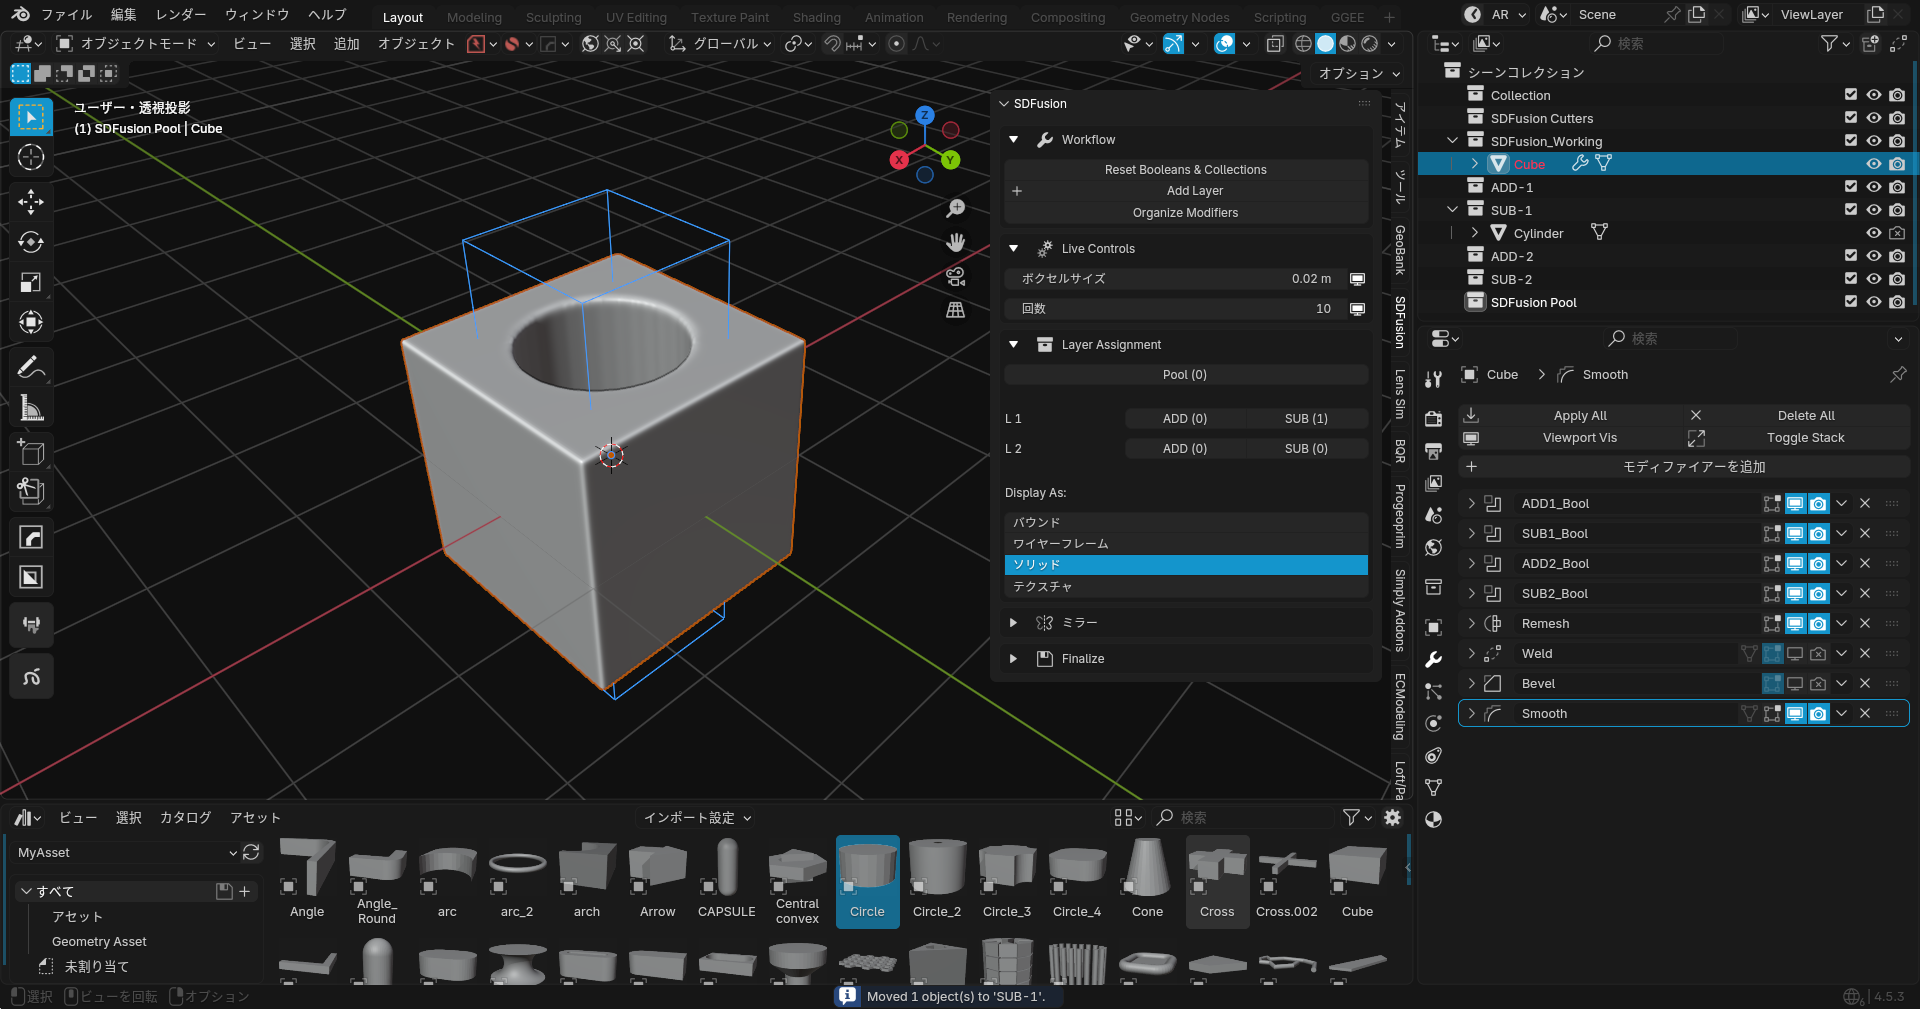 ファイル 編集 レンダー ウィンドウ ヘルプ Layout Modeling Sculpting UV Editing Texture Paint Shading Animation Rendering Compositing Geometry Nodes Scripting GGEE AR Scene ViewLayer
オブジェクトモード ビュー 選択 追加 オブジェクト グローバル 検索
オプション
ユーザー・透視投影
(1) SDFusion Pool | Cube
Z
X Y
SDFusion
Workflow
Reset Booleans & Collections
Add Layer
Organize Modifiers
Live Controls
ボクセルサイズ 0.02 m
回数 10
Layer Assignment
Pool (0)
L 1 ADD (0) SUB (1)
L 2 ADD (0) SUB (0)
Display As:
バウンド
ワイヤーフレーム
ソリッド
テクスチャ
ミラー
Finalize
アイテム
ツール
GeoBank
SDFusion
Lens Sim
BQR
Progeoprim
Simply Addons
ECModeling
Loft/Pa
シーンコレクション
Collection
SDFusion Cutters
SDFusion_Working
Cube
ADD-1
SUB-1
Cylinder
ADD-2
SUB-2
SDFusion Pool
検索
Cube Smooth
Apply All Delete All
Viewport Vis Toggle Stack
モディファイアーを追加
ADD1_Bool
SUB1_Bool
ADD2_Bool
SUB2_Bool
Remesh
Weld
Bevel
Smooth
ビュー 選択 カタログ アセット インポート設定 検索
MyAsset
すべて
アセット
Geometry Asset
未割り当て
Angle Angle_Round arc arc_2 arch Arrow CAPSULE Central convex Circle Circle_2 Circle_3 Circle_4 Cone Cross Cross.002 Cube
選択 ビューを回転 オプション Moved 1 object(s) to 'SUB-1'. 4.5.3